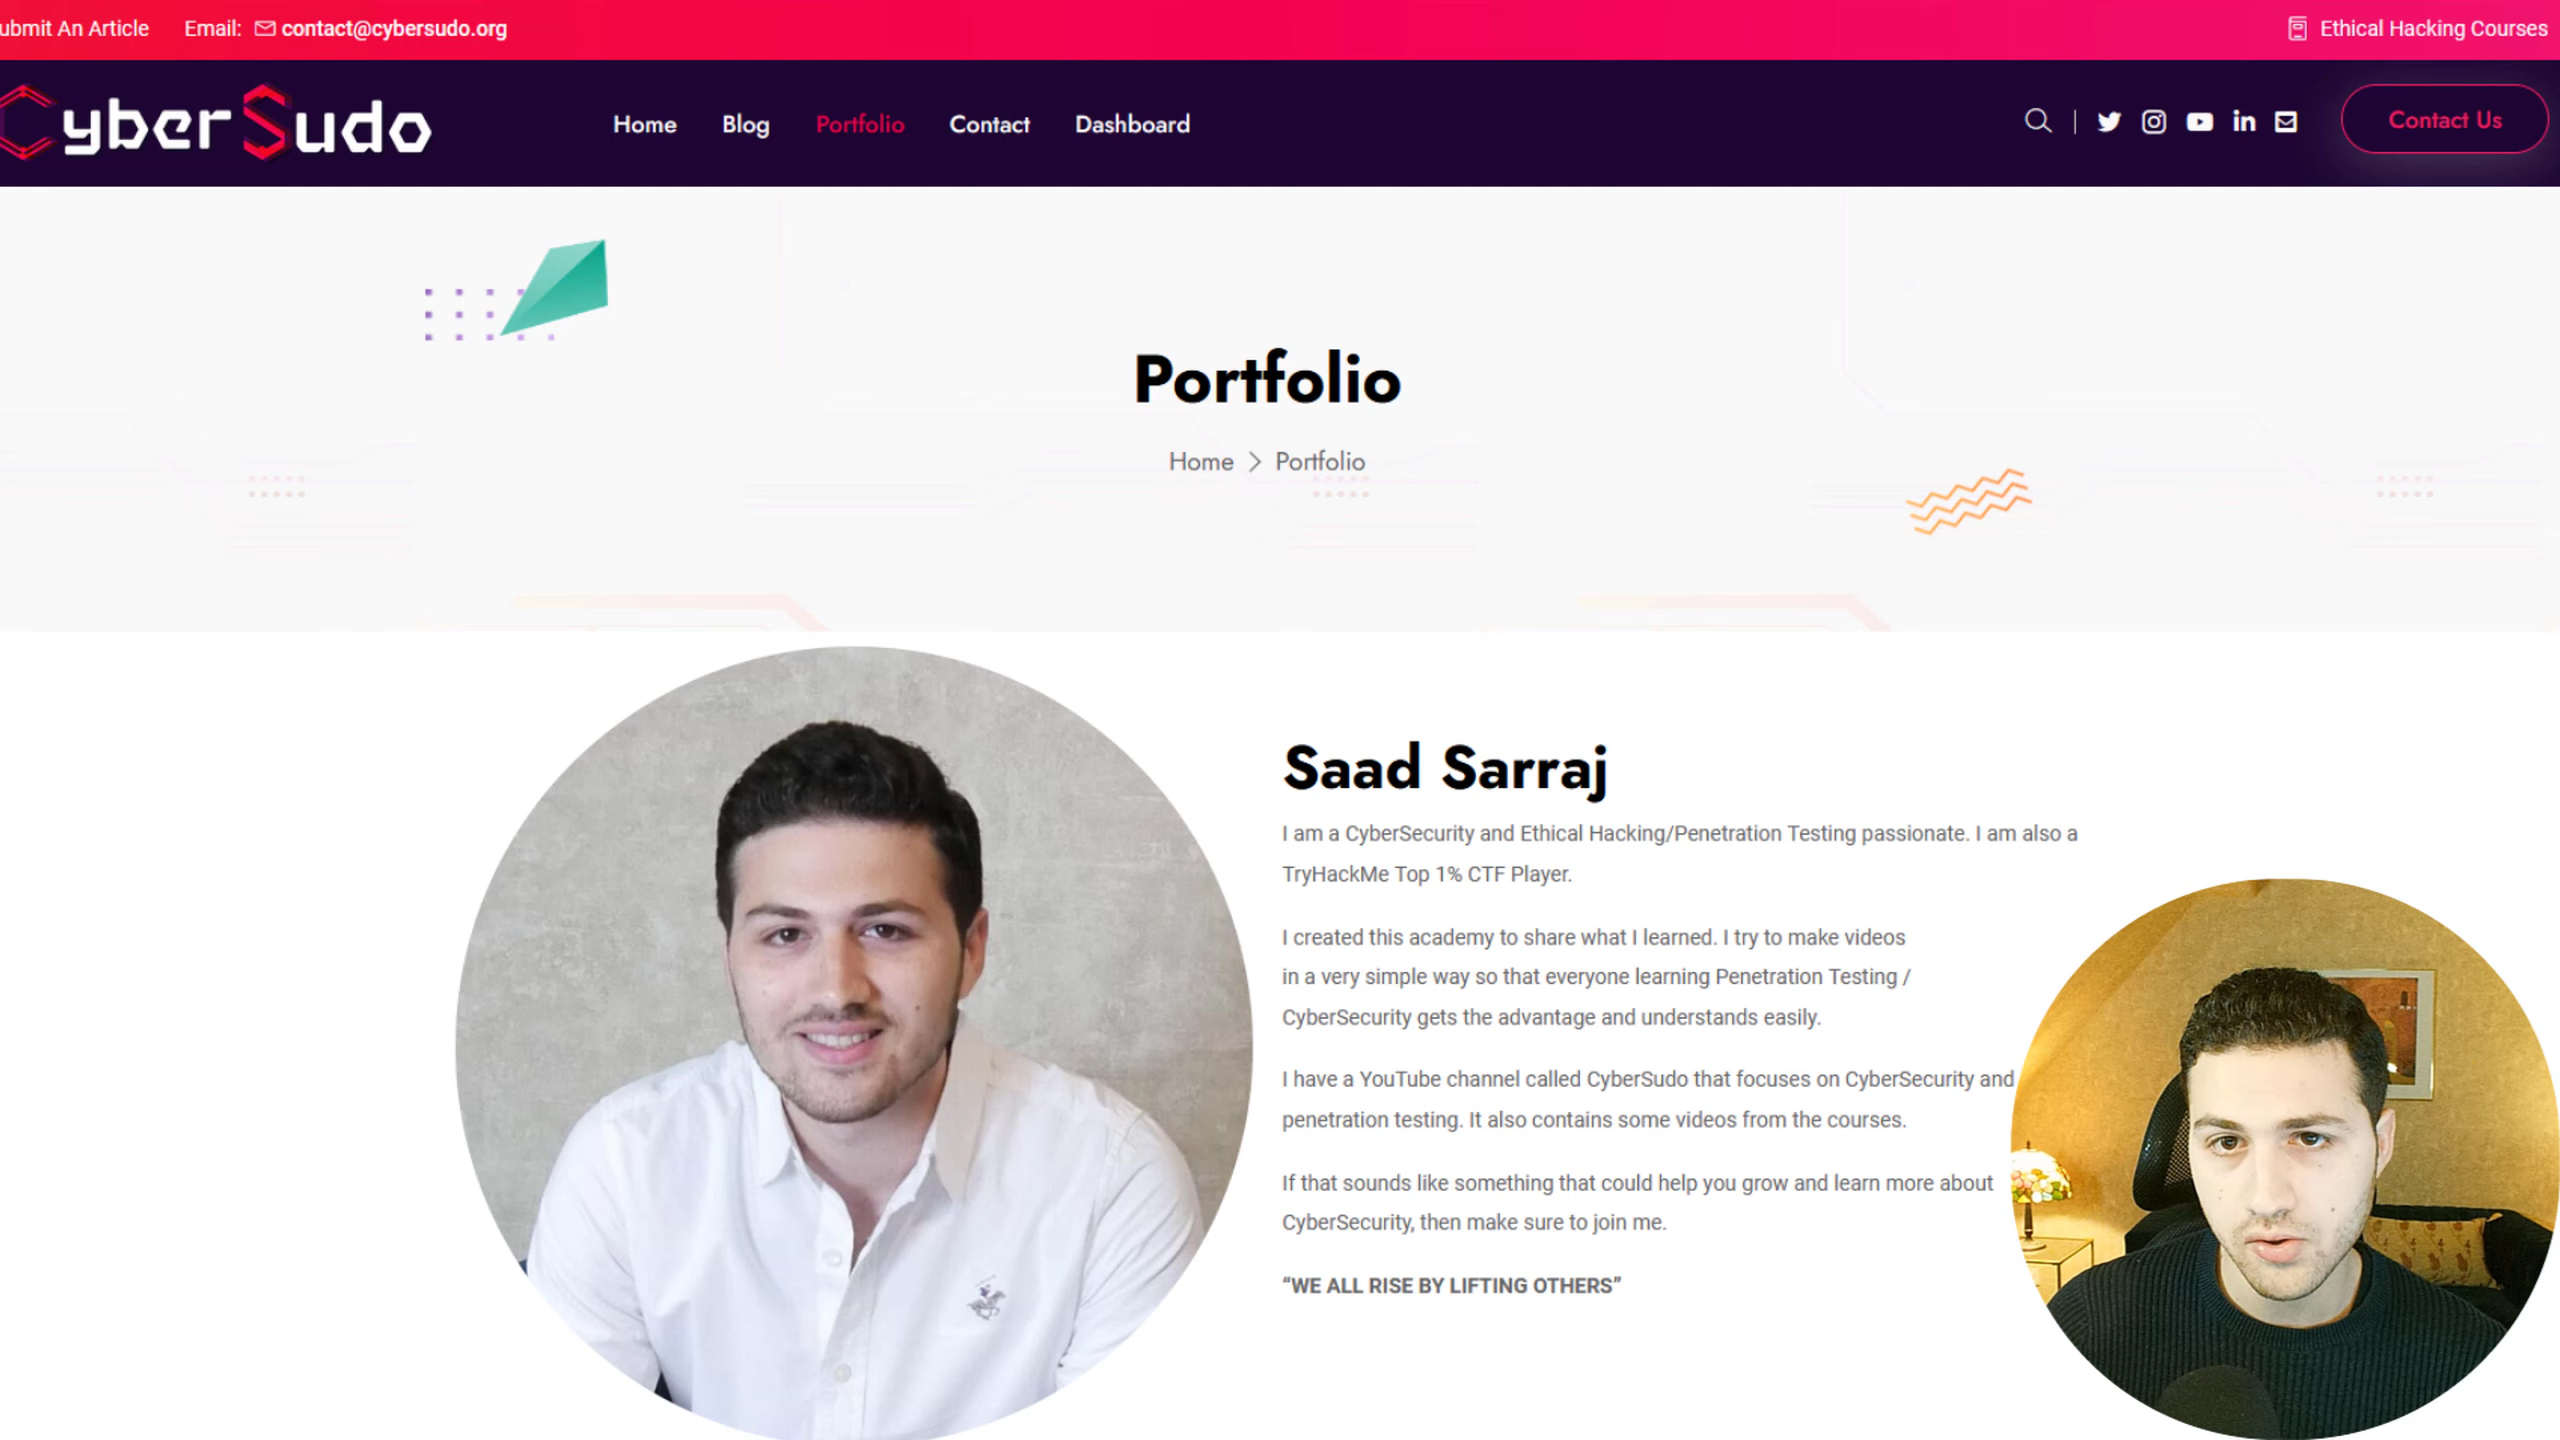 ubmit An Article Email: contact@cybersudo.org Ethical Hacking Courses
CyberSudo Home Blog Portfolio Contact Dashboard Contact Us
Portfolio
Home > Portfolio
Saad Sarraj
I am a CyberSecurity and Ethical Hacking/Penetration Testing passionate. I am also a
TryHackMe Top 1% CTF Player.
I created this academy to share what I learned. I try to make videos
in a very simple way so that everyone learning Penetration Testing /
CyberSecurity gets the advantage and understands easily.
I have a YouTube channel called CyberSudo that focuses on CyberSecurity and
penetration testing. It also contains some videos from the courses.
If that sounds like something that could help you grow and learn more about
CyberSecurity, then make sure to join me.
“WE ALL RISE BY LIFTING OTHERS”